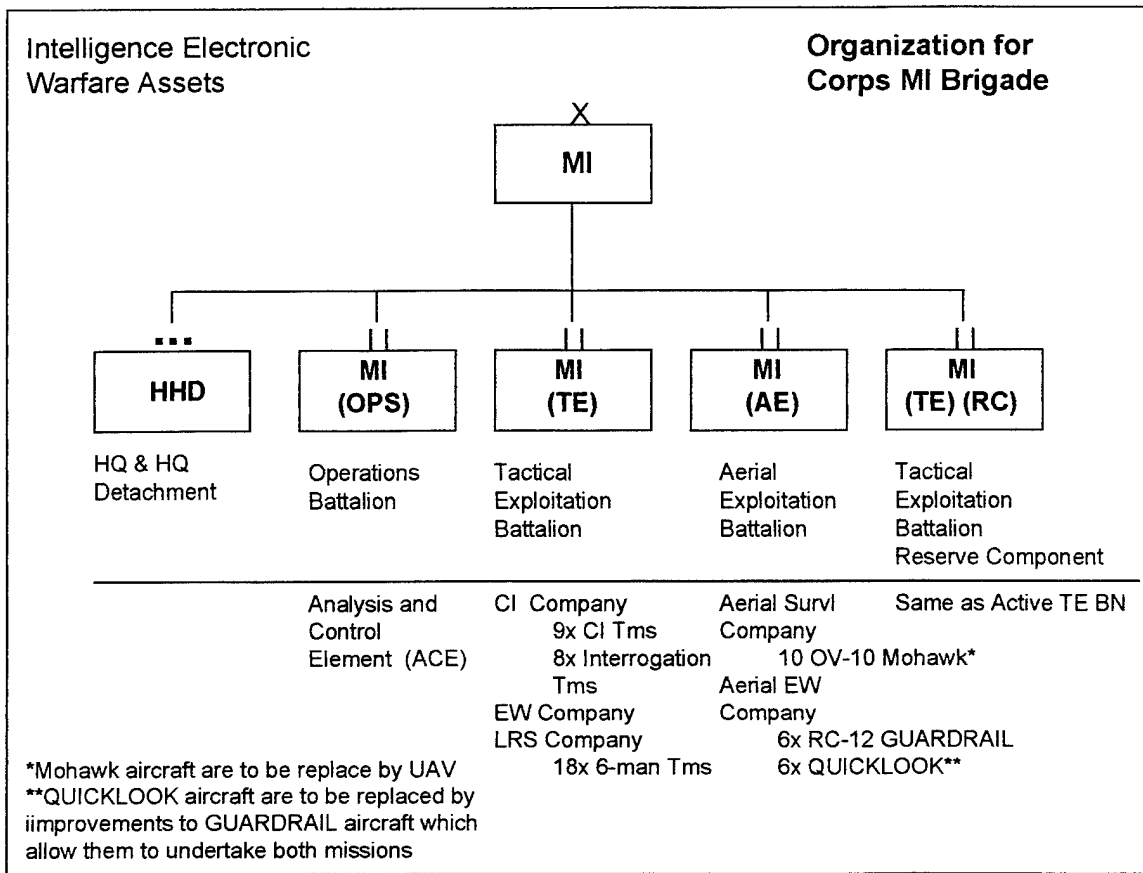 Intelligence Electronic
Warfare Assets
Organization for
Corps MI Brigade
X
MI
HHD
MI
(OPS)
MI
(TE)
MI
(AE)
MI
(TE) (RC)
HQ & HQ
Detachment
Operations
Battalion
Tactical
Exploitation
Battalion
Aerial
Exploitation
Battalion
Tactical
Exploitation
Battalion
Reserve Component
Analysis and
Control
Element (ACE)
CI Company
9x CI Tms
8x Interrogation
Tms
EW Company
LRS Company
18x 6-man Tms
Aerial Survl
Company
10 OV-10 Mohawk*
Aerial EW
Company
6x RC-12 GUARDRAIL
6x QUICKLOOK**
Same as Active TE BN
*Mohawk aircraft are to be replace by UAV
**QUICKLOOK aircraft are to be replaced by
iimprovements to GUARDRAIL aircraft which
allow them to undertake both missions